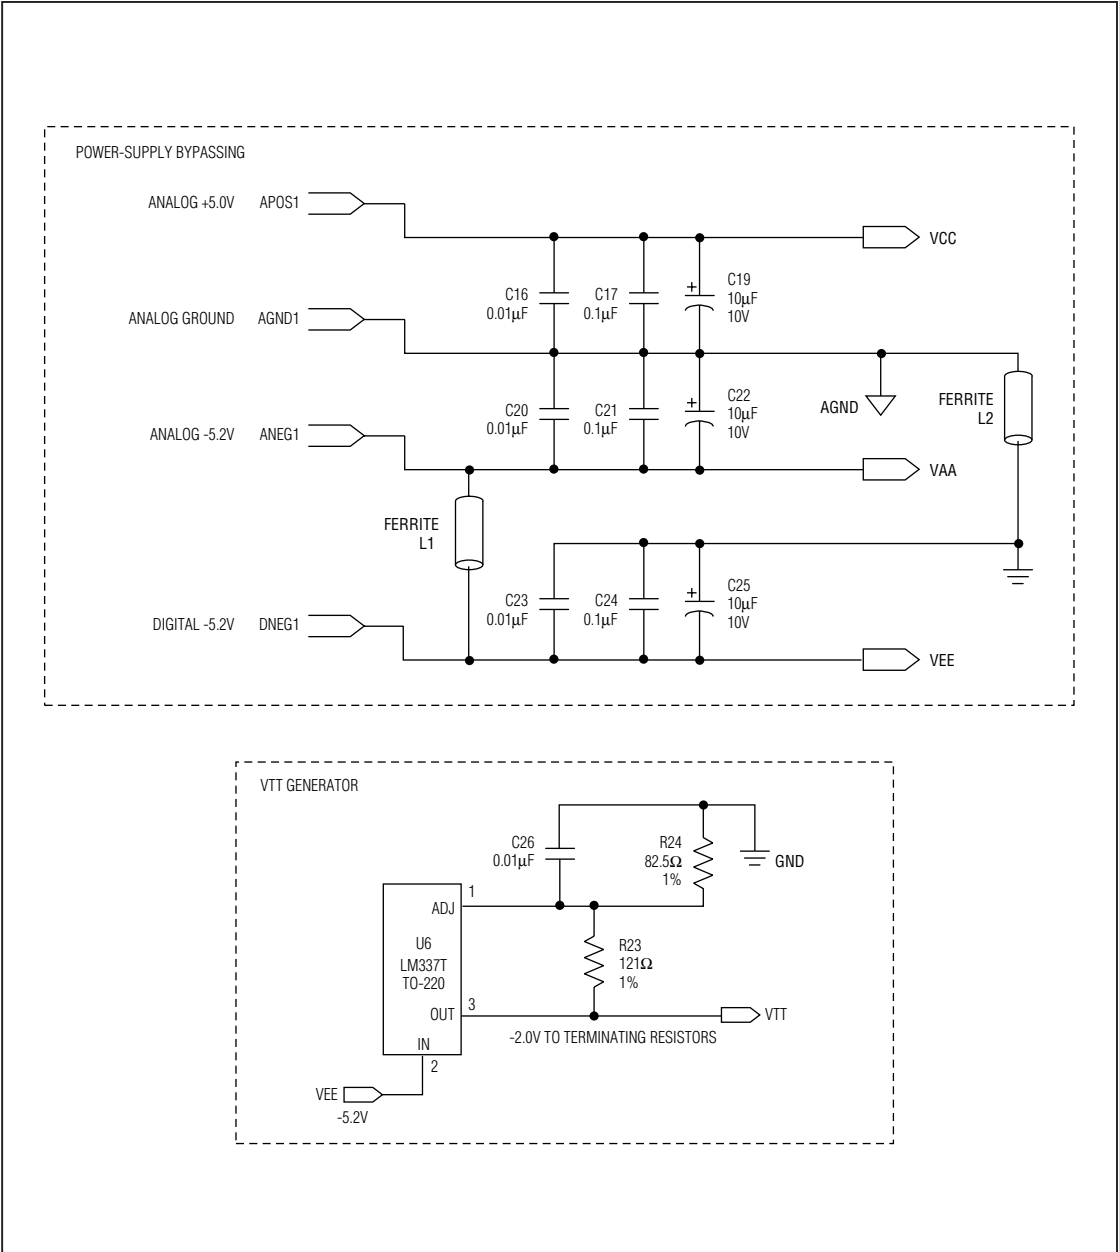 POWER-SUPPLY BYPASSING
ANALOG +5.0V APOS1
VCC
C16
0.01μF
C17
0.1μF
+
C19
10μF
10V
ANALOG GROUND AGND1
C20
0.01μF
C21
0.1μF
+
C22
10μF
10V
AGND
FERRITE
L2
ANALOG -5.2V ANEG1
VAA
FERRITE
L1
C23
0.01μF
C24
0.1μF
+
C25
10μF
10V
DIGITAL -5.2V DNEG1
VEE
VTT GENERATOR
C26
0.01μF
R24
82.5Ω
1%
GND
1
ADJ
U6
LM337T
TO-220
R23
121Ω
1%
OUT
3
VTT
-2.0V TO TERMINATING RESISTORS
IN
2
VEE
-5.2V